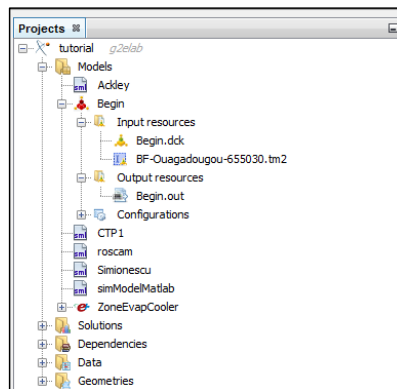 Projects
tutorial g2elab
Models
sml Ackley
Begin
Input resources
Begin.dck
BF-Ouagadougou-655030.tm2
Output resources
Begin.out
Configurations
sml CTP1
sml roscam
sml Simionescu
sml simModelMatlab
e+ ZoneEvapCooler
Solutions
Dependencies
Data
Geometries